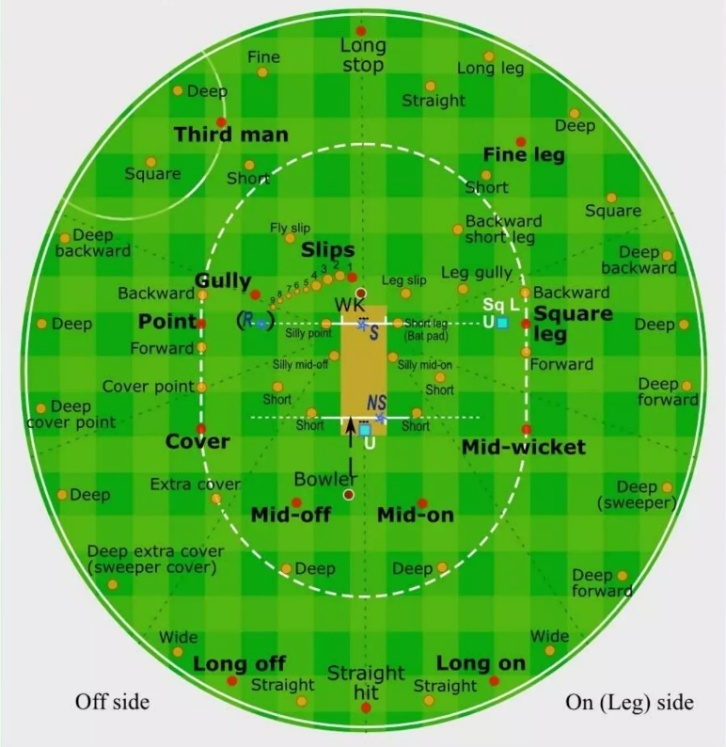 Long
stop
Fine
Long leg
Deep
Straight
Deep
Third man
Fine leg
Square
Short
Short
Square
Fly slip
Backward
short leg
Deep
backward
Slips
Deep
backward
Gully
9 8 7 6 5 4 3 2 1
Leg slip
Leg gully
Backward
WK
Sq L
Backward
Deep
Point
(R)
Silly point
S
Short leg
(Bat pad)
U
Square
leg
Deep
Forward
Silly mid-off
Silly mid-on
Forward
Cover point
Short
Short
Deep
forward
Deep
cover point
Short
NS
Short
Cover
U
Mid-wicket
Extra cover
Bowler
Deep
Deep
(sweeper)
Mid-off
Mid-on
Deep extra cover
(sweeper cover)
Deep
Deep
Deep
forward
Wide
Wide
Long off
Straight
hit
Long on
Straight
Straight
Off side
On (Leg) side